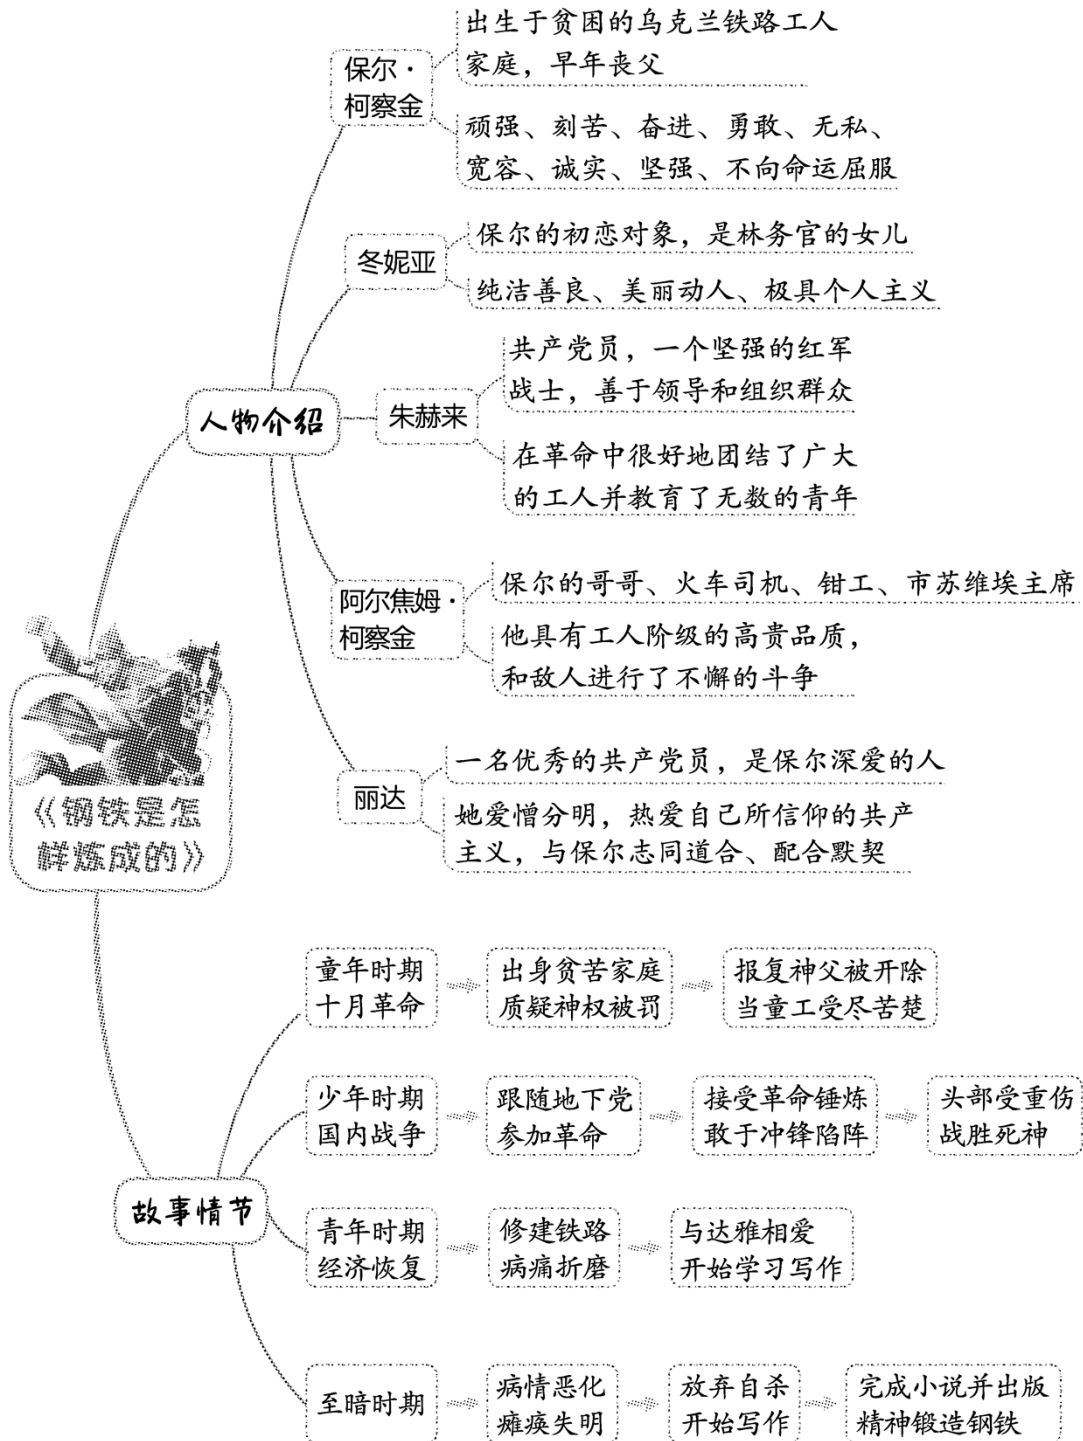 出生于贫困的乌克兰铁路工人
家庭，早年丧父
保尔·
柯察金
顽强、刻苦、奋进、勇敢、无私、
宽容、诚实、坚强、不向命运屈服
保尔的初恋对象，是林务官的女儿
冬妮亚
纯洁善良、美丽动人、极具个人主义
共产党员，一个坚强的红军
战士，善于领导和组织群众
人物介绍
朱赫来
在革命中很好地团结了广大
的工人并教育了无数的青年
保尔的哥哥、火车司机、钳工、市苏维埃主席
阿尔焦姆·
柯察金
他具有工人阶级的高贵品质，
和敌人进行了不懈的斗争
一名优秀的共产党员，是保尔深爱的人
丽达
她爱憎分明，热爱自己所信仰的共产
主义，与保尔志同道合、配合默契
《钢铁是怎
样炼成的》
童年时期
十月革命
出身贫苦家庭
质疑神权被罚
报复神父被开除
当童工受尽苦楚
少年时期
国内战争
跟随地下党
参加革命
接受革命锤炼
敢于冲锋陷阵
头部受重伤
战胜死神
故事情节
青年时期
经济恢复
修建铁路
病痛折磨
与达雅相爱
开始学习写作
至暗时期
病情恶化
瘫痪失明
放弃自杀
开始写作
完成小说并出版
精神锻造钢铁